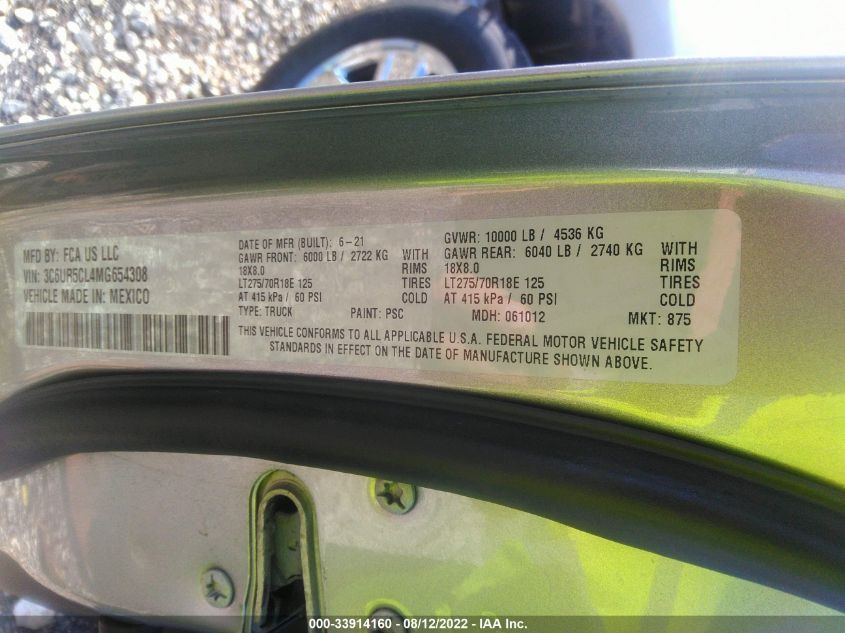 MFD BY: FCA US LLC
VIN: 3C6UR5CL4MG654308
VEHICLE MADE IN: MEXICO
DATE OF MFR (BUILT): 6-21
GAWR FRONT: 6000 LB / 2722 KG WITH
18X8.0 RIMS
LT275/70R18E 125 TIRES
AT 415 kPa / 60 PSI COLD
TYPE: TRUCK PAINT: PSC
GVWR: 10000 LB / 4536 KG
GAWR REAR: 6040 LB / 2740 KG WITH
18X8.0 RIMS
LT275/70R18E 125 TIRES
AT 415 kPa / 60 PSI COLD
MDH: 061012 MKT: 875
THIS VEHICLE CONFORMS TO ALL APPLICABLE U.S.A. FEDERAL MOTOR VEHICLE SAFETY
STANDARDS IN EFFECT ON THE DATE OF MANUFACTURE SHOWN ABOVE.
000-33914160 - 08/12/2022 - IAA Inc.